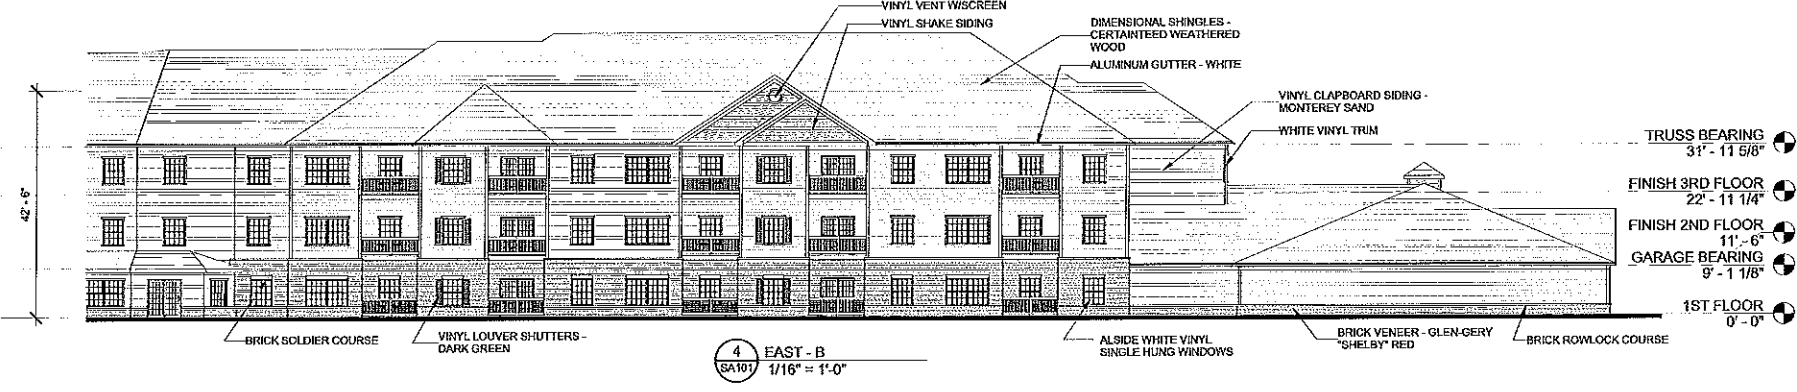 VINYL VENT W/SCREEN
VINYL SHAKE SIDING
DIMENSIONAL SHINGLES -
CERTAINTEED WEATHERED
WOOD
ALUMINUM GUTTER - WHITE
VINYL CLAPBOARD SIDING -
MONTEREY SAND
WHITE VINYL TRIM
TRUSS BEARING
31' - 11 5/8"
FINISH 3RD FLOOR
22' - 11 1/4"
FINISH 2ND FLOOR
11' - 6"
GARAGE BEARING
9' - 1 1/8"
1ST FLOOR
0' - 0"
42' - 6"
BRICK SOLDIER COURSE
VINYL LOUVER SHUTTERS -
DARK GREEN
ALSIDE WHITE VINYL
SINGLE HUNG WINDOWS
BRICK VENEER - GLEN-GERY
"SHELBY" RED
BRICK ROWLOCK COURSE
4
SA101
EAST - B
1/16" = 1'-0"